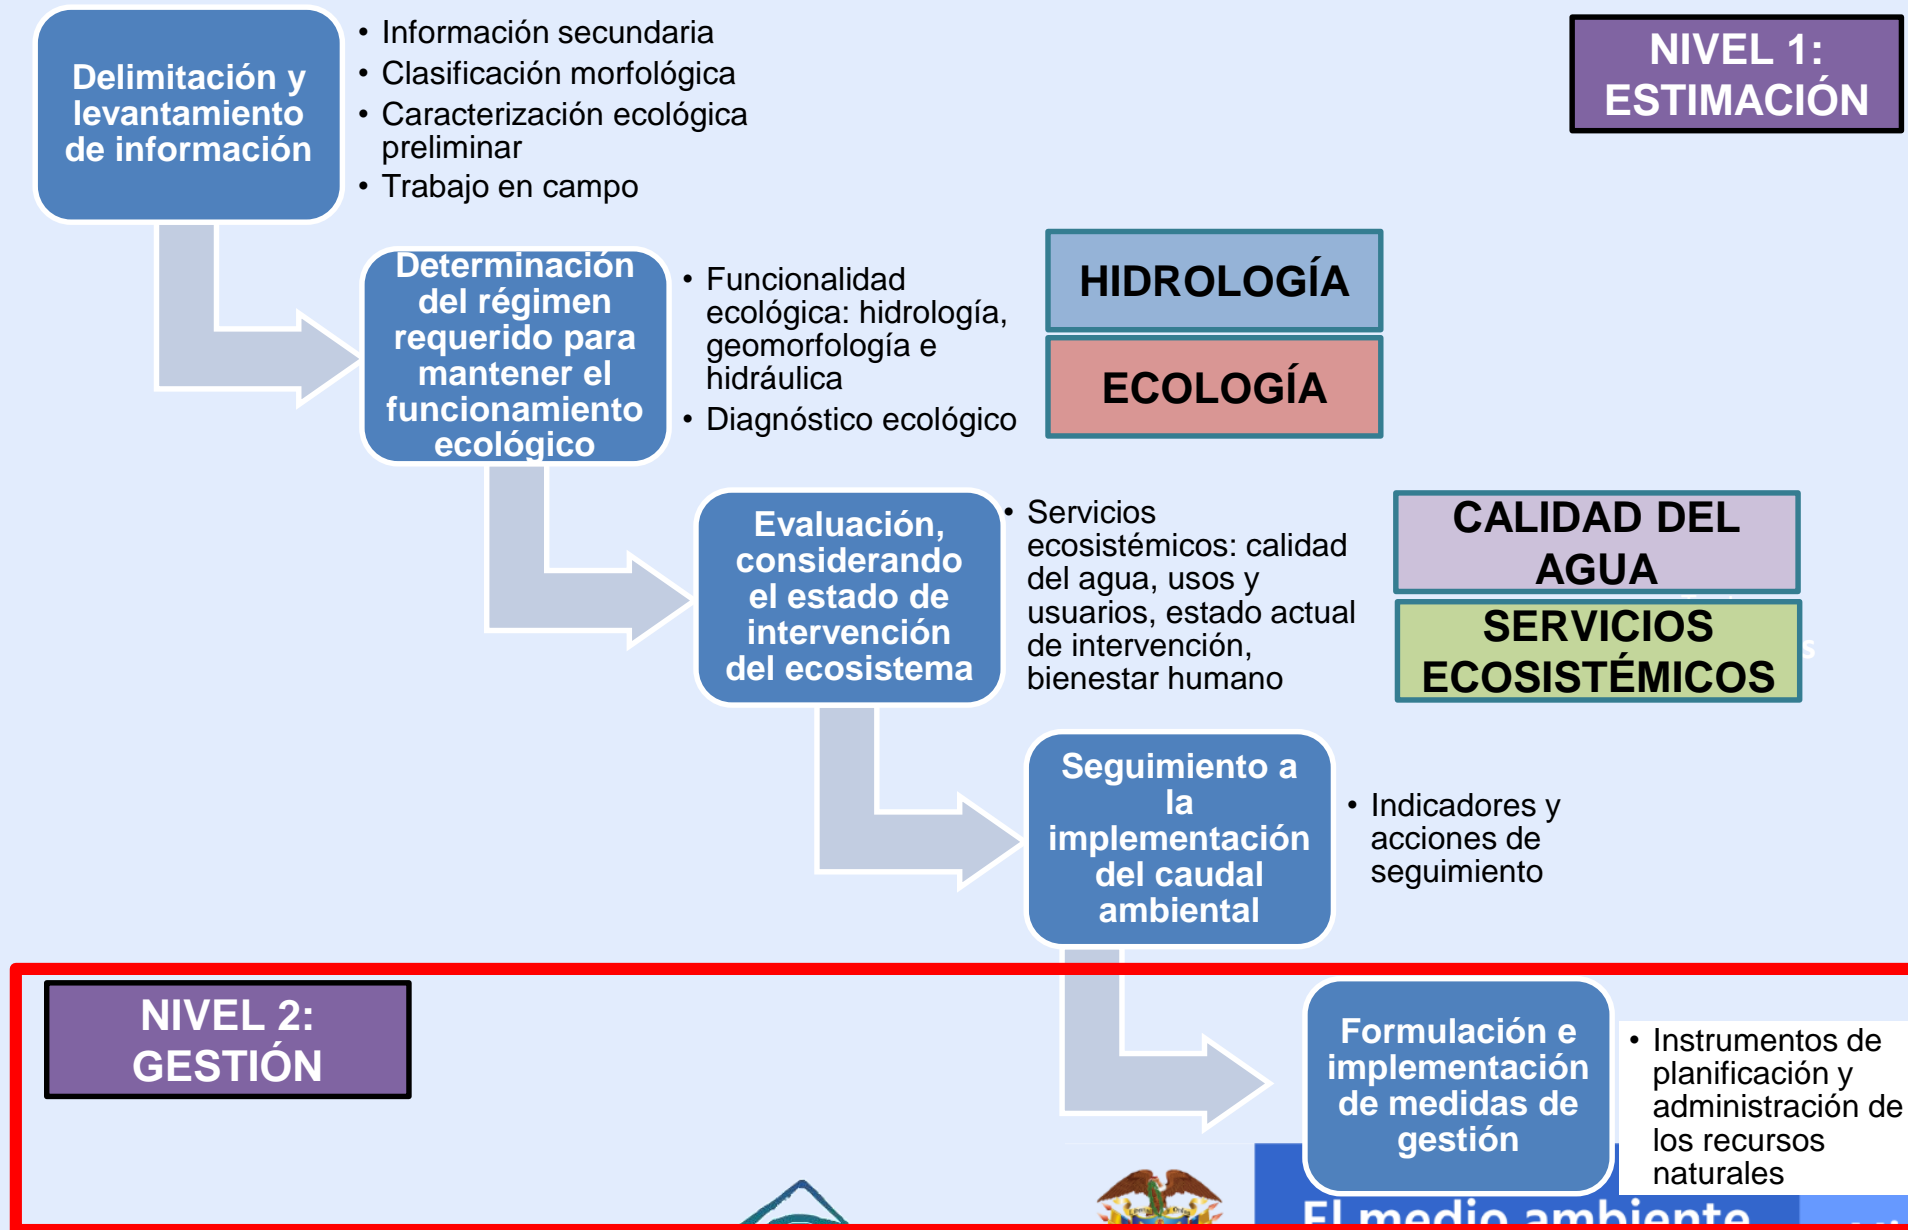 Delimitación y
levantamiento
de información
• Información secundaria
• Clasificación morfológica
• Caracterización ecológica
preliminar
• Trabajo en campo
NIVEL 1:
ESTIMACIÓN
Determinación
del régimen
requerido para
mantener el
funcionamiento
ecológico
• Funcionalidad
ecológica: hidrología,
geomorfología e
hidráulica
• Diagnóstico ecológico
HIDROLOGÍA
ECOLOGÍA
Evaluación,
considerando
el estado de
intervención
del ecosistema
• Servicios
ecosistémicos: calidad
del agua, usos y
usuarios, estado actual
de intervención,
bienestar humano
CALIDAD DEL
AGUA
SERVICIOS
ECOSISTÉMICOS
Seguimiento a
la
implementación
del caudal
ambiental
• Indicadores y
acciones de
seguimiento
NIVEL 2:
GESTIÓN
Formulación e
implementación
de medidas de
gestión
• Instrumentos de
planificación y
administración de
los recursos
naturales
El medio ambiente